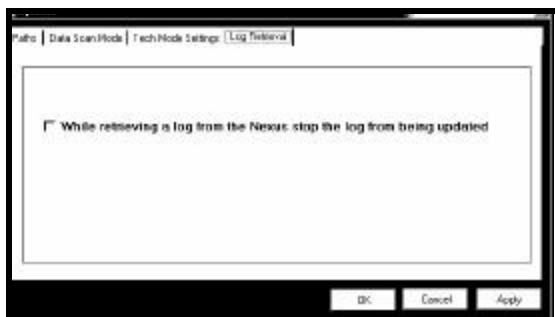 Paths | Data Scan Mode | Tech Mode Settings | Log Retrieval
While retrieving a log from the Nexus stop the log from being updated
OK Cancel Apply